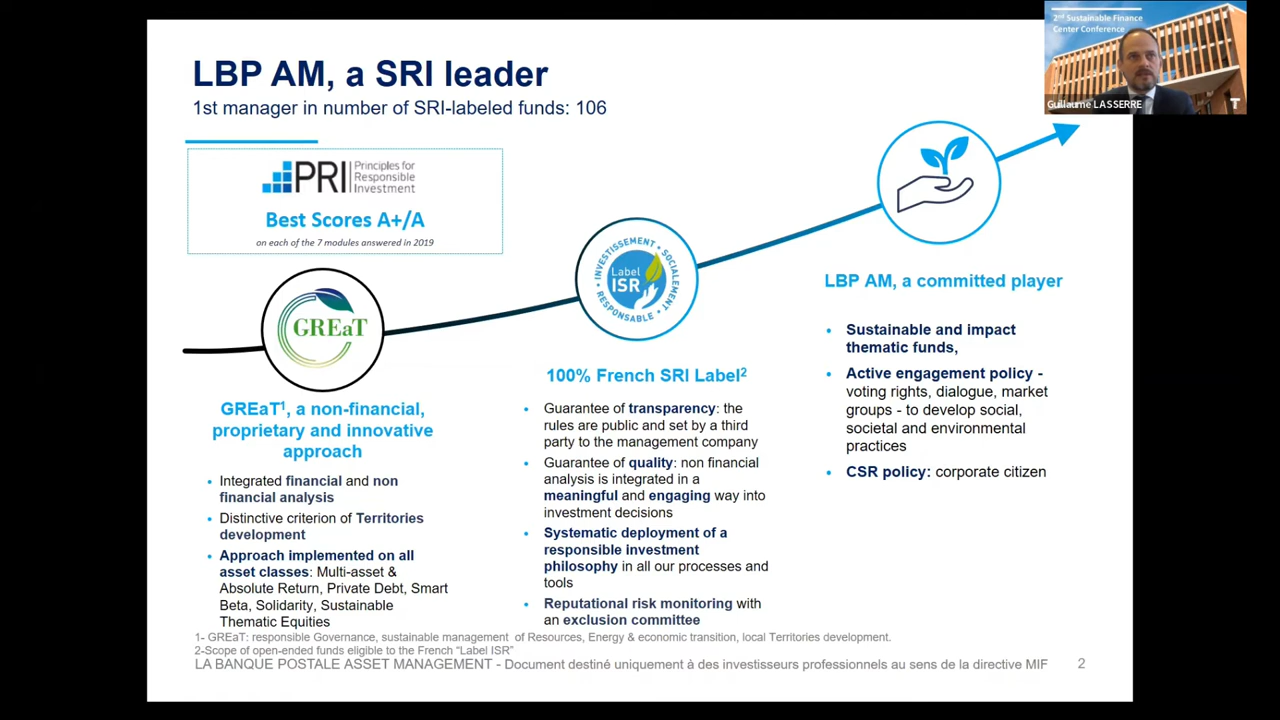 LBP AM, a SRI leader
1st manager in number of SRI-labeled funds: 106
2nd Sustainable Finance
Center Conference
Guillaume LASSERRE
PRI Principles for
Responsible
Investment
Best Scores A+/A
on each of the 7 modules answered in 2019
GREaT
INVESTISSEMENT • SOCIALEMENT • RESPONSABLE •
Label
ISR
GREaT1, a non-financial,
proprietary and innovative
approach
• Integrated financial and non
financial analysis
• Distinctive criterion of Territories
development
• Approach implemented on all
asset classes: Multi-asset &
Absolute Return, Private Debt, Smart
Beta, Solidarity, Sustainable
Thematic Equities
100% French SRI Label2
• Guarantee of transparency: the
rules are public and set by a third
party to the management company
• Guarantee of quality: non financial
analysis is integrated in a
meaningful and engaging way into
investment decisions
• Systematic deployment of a
responsible investment
philosophy in all our processes and
tools
• Reputational risk monitoring with
an exclusion committee
LBP AM, a committed player
• Sustainable and impact
thematic funds,
• Active engagement policy -
voting rights, dialogue, market
groups - to develop social,
societal and environmental
practices
• CSR policy: corporate citizen
1- GREaT: responsible Governance, sustainable management of Resources, Energy & economic transition, local Territories development.
2-Scope of open-ended funds eligible to the French “Label ISR”
LA BANQUE POSTALE ASSET MANAGEMENT - Document destiné uniquement à des investisseurs professionnels au sens de la directive MIF 2